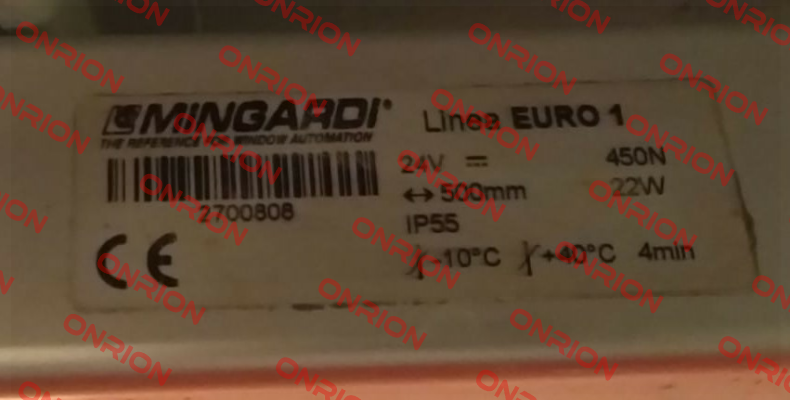 MINGARDI®
THE REFERENCE FOR WINDOW AUTOMATION
2700808
CE
Linea EURO 1
24V ⎓ 450N
↔ 500mm 22W
IP55
-10°C +40°C 4min
ONRION